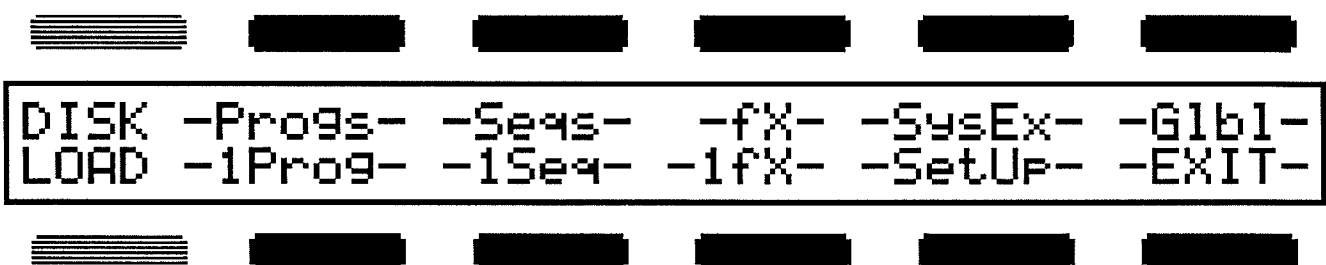 DISK -Progs- -Seqs- -fX- -SysEx- -Glbl-
LOAD -1Prog- -1Seq- -1fX- -SetUp- -EXIT-